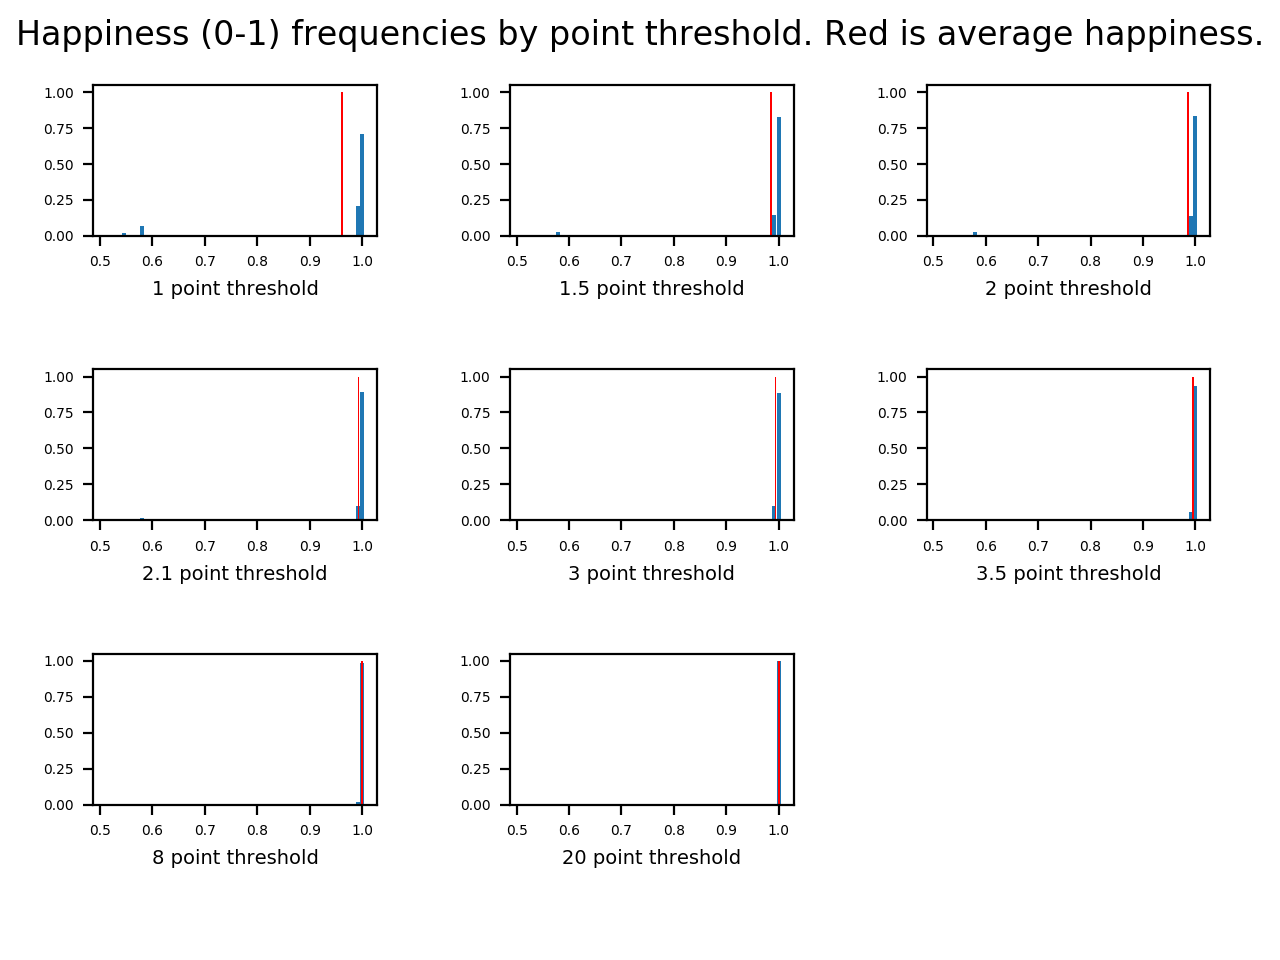 Happiness (0-1) frequencies by point threshold. Red is average happiness.
1.00 1.00 1.00
0.75 0.75 0.75
0.50 0.50 0.50
0.25 0.25 0.25
0.00 0.00 0.00
0.5 0.6 0.7 0.8 0.9 1.0 0.5 0.6 0.7 0.8 0.9 1.0 0.5 0.6 0.7 0.8 0.9 1.0
1 point threshold 1.5 point threshold 2 point threshold
1.00 1.00 1.00
0.75 0.75 0.75
0.50 0.50 0.50
0.25 0.25 0.25
0.00 0.00 0.00
0.5 0.6 0.7 0.8 0.9 1.0 0.5 0.6 0.7 0.8 0.9 1.0 0.5 0.6 0.7 0.8 0.9 1.0
2.1 point threshold 3 point threshold 3.5 point threshold
1.00 1.00
0.75 0.75
0.50 0.50
0.25 0.25
0.00 0.00
0.5 0.6 0.7 0.8 0.9 1.0 0.5 0.6 0.7 0.8 0.9 1.0
8 point threshold 20 point threshold